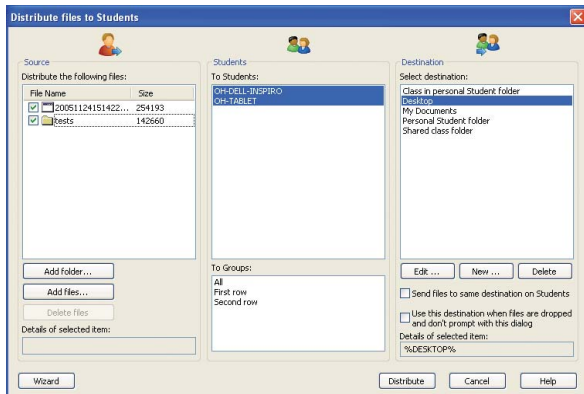 Distribute files to Students
Source
Distribute the following files:
File Name Size
20051124151422... 254193
tests 142660
Add folder...
Add files...
Delete files
Details of selected item:
Wizard
Students
To Students:
OH-DELL-INSPIRO
OH-TABLET
To Groups:
All
First row
Second row
Destination
Select destination:
Class in personal Student folder
Desktop
My Documents
Personal Student folder
Shared class folder
Edit ... New ... Delete
Send files to same destination on Students
Use this destination when files are dropped
and don't prompt with this dialog
Details of selected item:
%DESKTOP%
Distribute Cancel Help